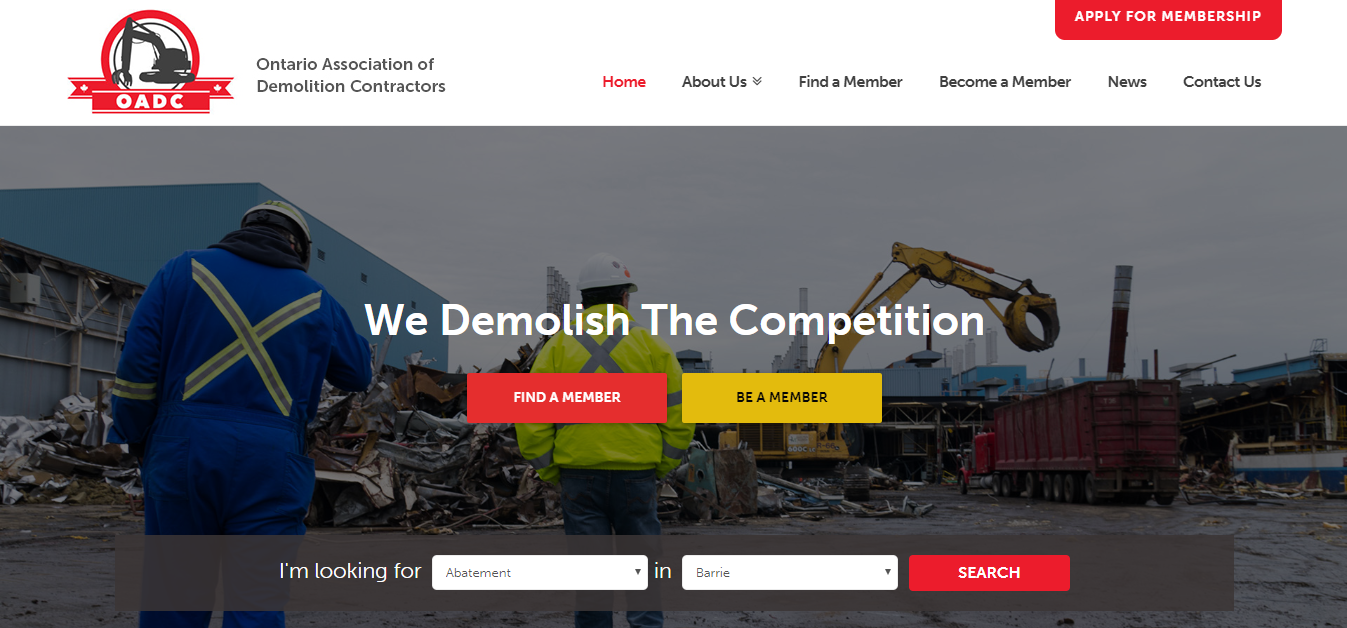 APPLY FOR MEMBERSHIP
OADC
Ontario Association of
Demolition Contractors
Home
About Us
Find a Member
Become a Member
News
Contact Us
We Demolish The Competition
FIND A MEMBER
BE A MEMBER
I'm looking for
Abatement
in
Barrie
SEARCH